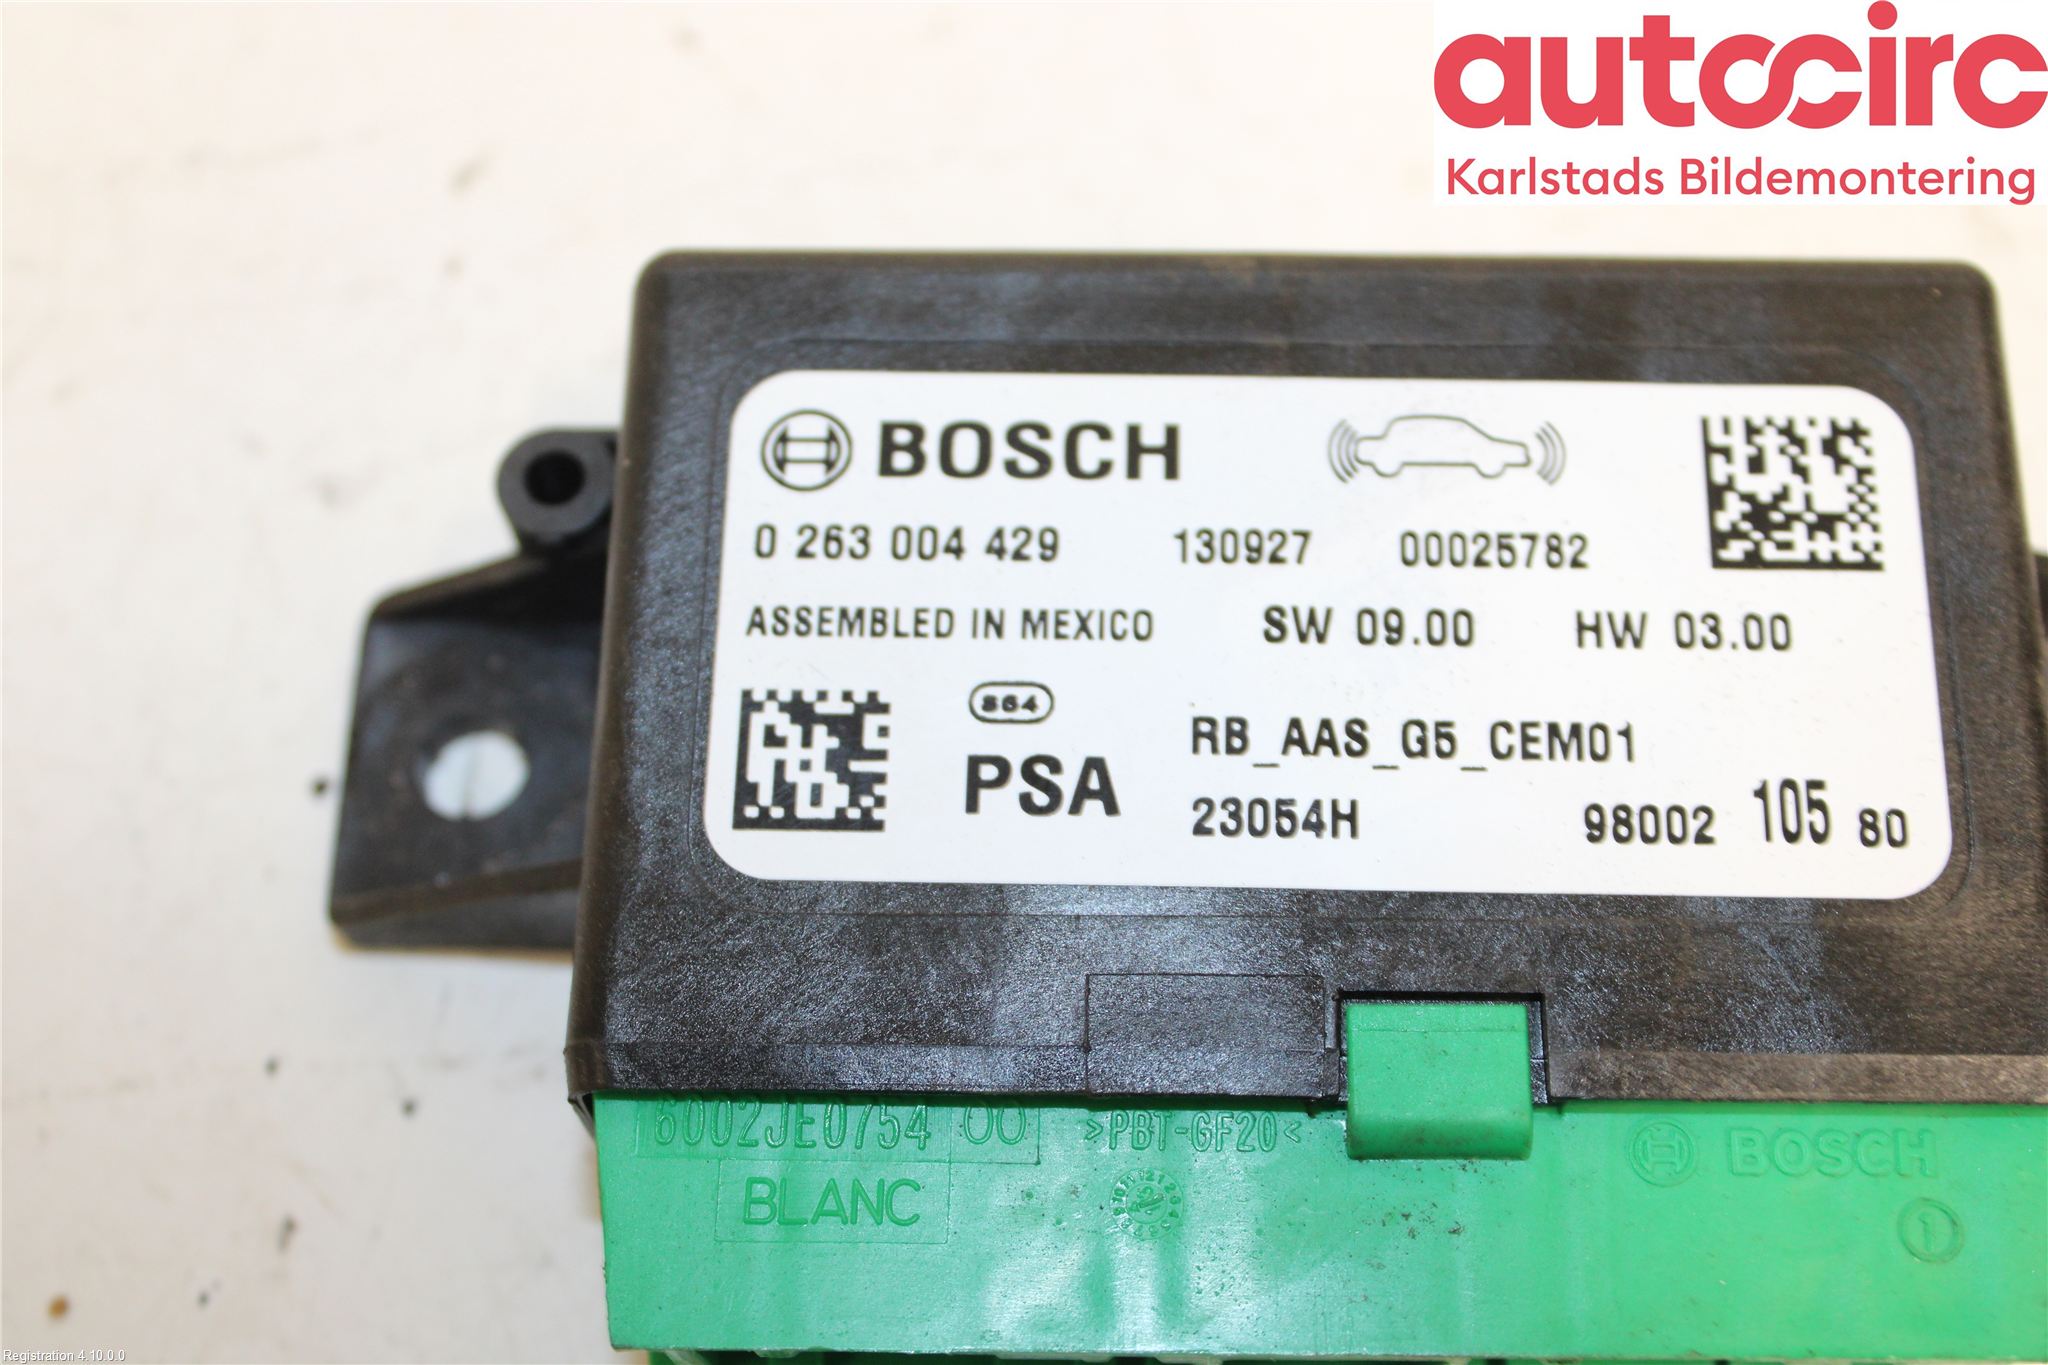 autocirc
Karlstads Bildemontering
BOSCH
0 263 004 429 130927 00025782
ASSEMBLED IN MEXICO SW 09.00 HW 03.00
RB_AAS_G5_CEM01
PSA
23054H 98002 105 80
6002JE0754 00 >PBT-GF20<
BOSCH
BLANC
1
Registration 4.10.0.0